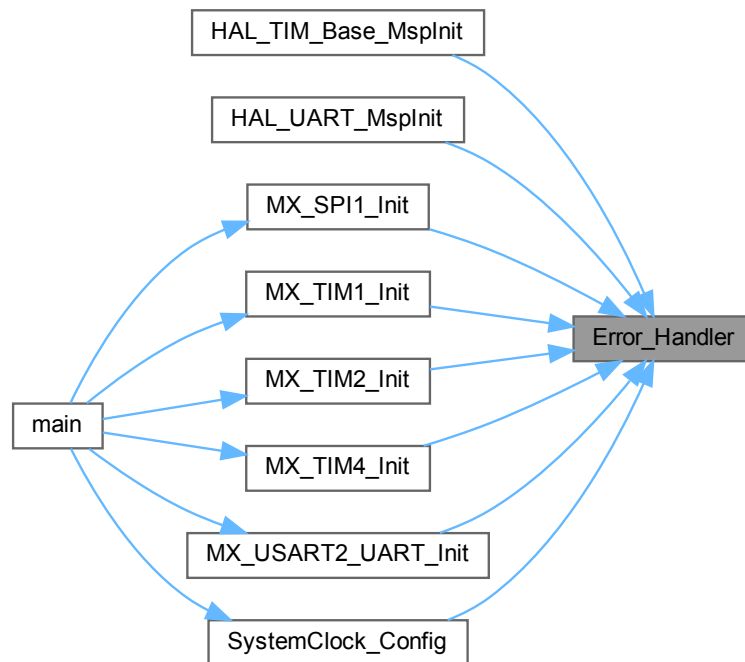 HAL_TIM_Base_MspInit
HAL_UART_MspInit
MX_SPI1_Init
MX_TIM1_Init
Error_Handler
MX_TIM2_Init
main
MX_TIM4_Init
MX_USART2_UART_Init
SystemClock_Config